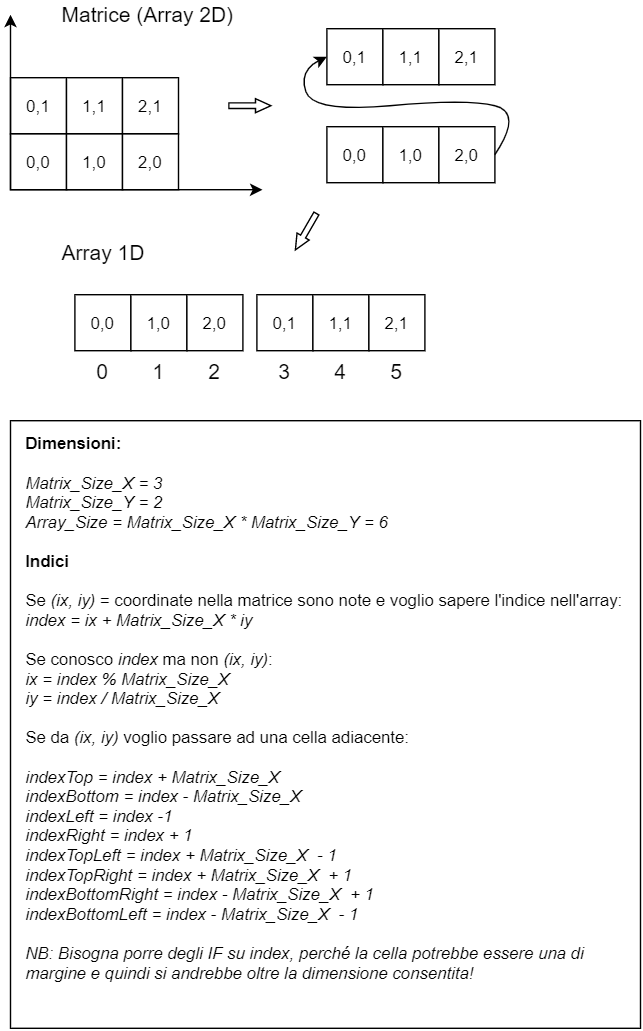 Matrice (Array 2D)
0,1 1,1 2,1
0,0 1,0 2,0
0,1 1,1 2,1
0,0 1,0 2,0
Array 1D
0,0 1,0 2,0 0,1 1,1 2,1
0 1 2 3 4 5
Dimensioni:
Matrix_Size_X = 3
Matrix_Size_Y = 2
Array_Size = Matrix_Size_X * Matrix_Size_Y = 6
Indici
Se (ix, iy) = coordinate nella matrice sono note e voglio sapere l'indice nell'array:
index = ix + Matrix_Size_X * iy
Se conosco index ma non (ix, iy):
ix = index % Matrix_Size_X
iy = index / Matrix_Size_X
Se da (ix, iy) voglio passare ad una cella adiacente:
indexTop = index + Matrix_Size_X
indexBottom = index - Matrix_Size_X
indexLeft = index -1
indexRight = index + 1
indexTopLeft = index + Matrix_Size_X  - 1
indexTopRight = index + Matrix_Size_X  + 1
indexBottomRight = index - Matrix_Size_X  + 1
indexBottomLeft = index - Matrix_Size_X  - 1
NB: Bisogna porre degli IF su index, perché la cella potrebbe essere una di
margine e quindi si andrebbe oltre la dimensione consentita!